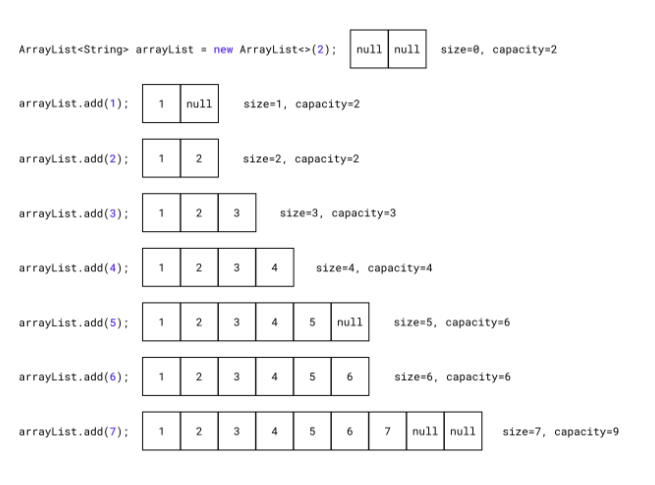 ArrayList<String> arrayList = new ArrayList<>(2); null null size=0, capacity=2
arrayList.add(1); 1 null size=1, capacity=2
arrayList.add(2); 1 2 size=2, capacity=2
arrayList.add(3); 1 2 3 size=3, capacity=3
arrayList.add(4); 1 2 3 4 size=4, capacity=4
arrayList.add(5); 1 2 3 4 5 null size=5, capacity=6
arrayList.add(6); 1 2 3 4 5 6 size=6, capacity=6
arrayList.add(7); 1 2 3 4 5 6 7 null null size=7, capacity=9